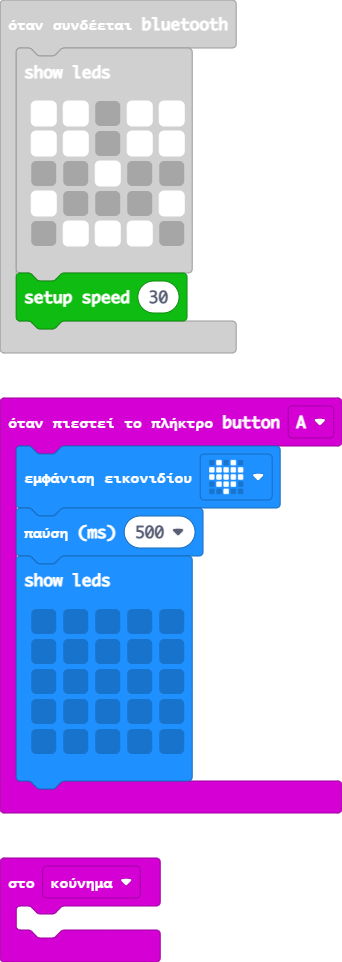 όταν συνδέεται bluetooth
show leds
setup speed 30
όταν πιεστεί το πλήκτρο button A
εμφάνιση εικονιδίου
παύση (ms) 500
show leds
στο κούνημα